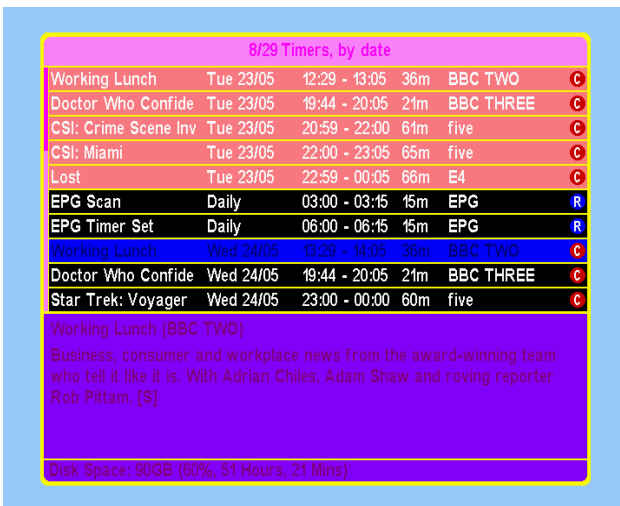 8/29 Timers, by date
Working Lunch Tue 23/05 12:29 - 13:05 36m BBC TWO C
Doctor Who Confide Tue 23/05 19:44 - 20:05 21m BBC THREE C
CSI: Crime Scene Inv Tue 23/05 20:59 - 22:00 61m five C
CSI: Miami Tue 23/05 22:00 - 23:05 65m five C
Lost Tue 23/05 22:59 - 00:05 66m E4 C
EPG Scan Daily 03:00 - 03:15 15m EPG R
EPG Timer Set Daily 06:00 - 06:15 15m EPG R
Working Lunch Wed 24/05 13:29 - 14:05 36m BBC TWO C
Doctor Who Confide Wed 24/05 19:44 - 20:05 21m BBC THREE C
Star Trek: Voyager Wed 24/05 23:00 - 00:00 60m five C
Working Lunch (BBC TWO)
Business, consumer and workplace news from the award-winning team
who tell it like it is. With Adrian Chiles, Adam Shaw and roving reporter
Rob Pittam. [S]
Disk Space: 90GB (60%, 51 Hours, 21 Mins)